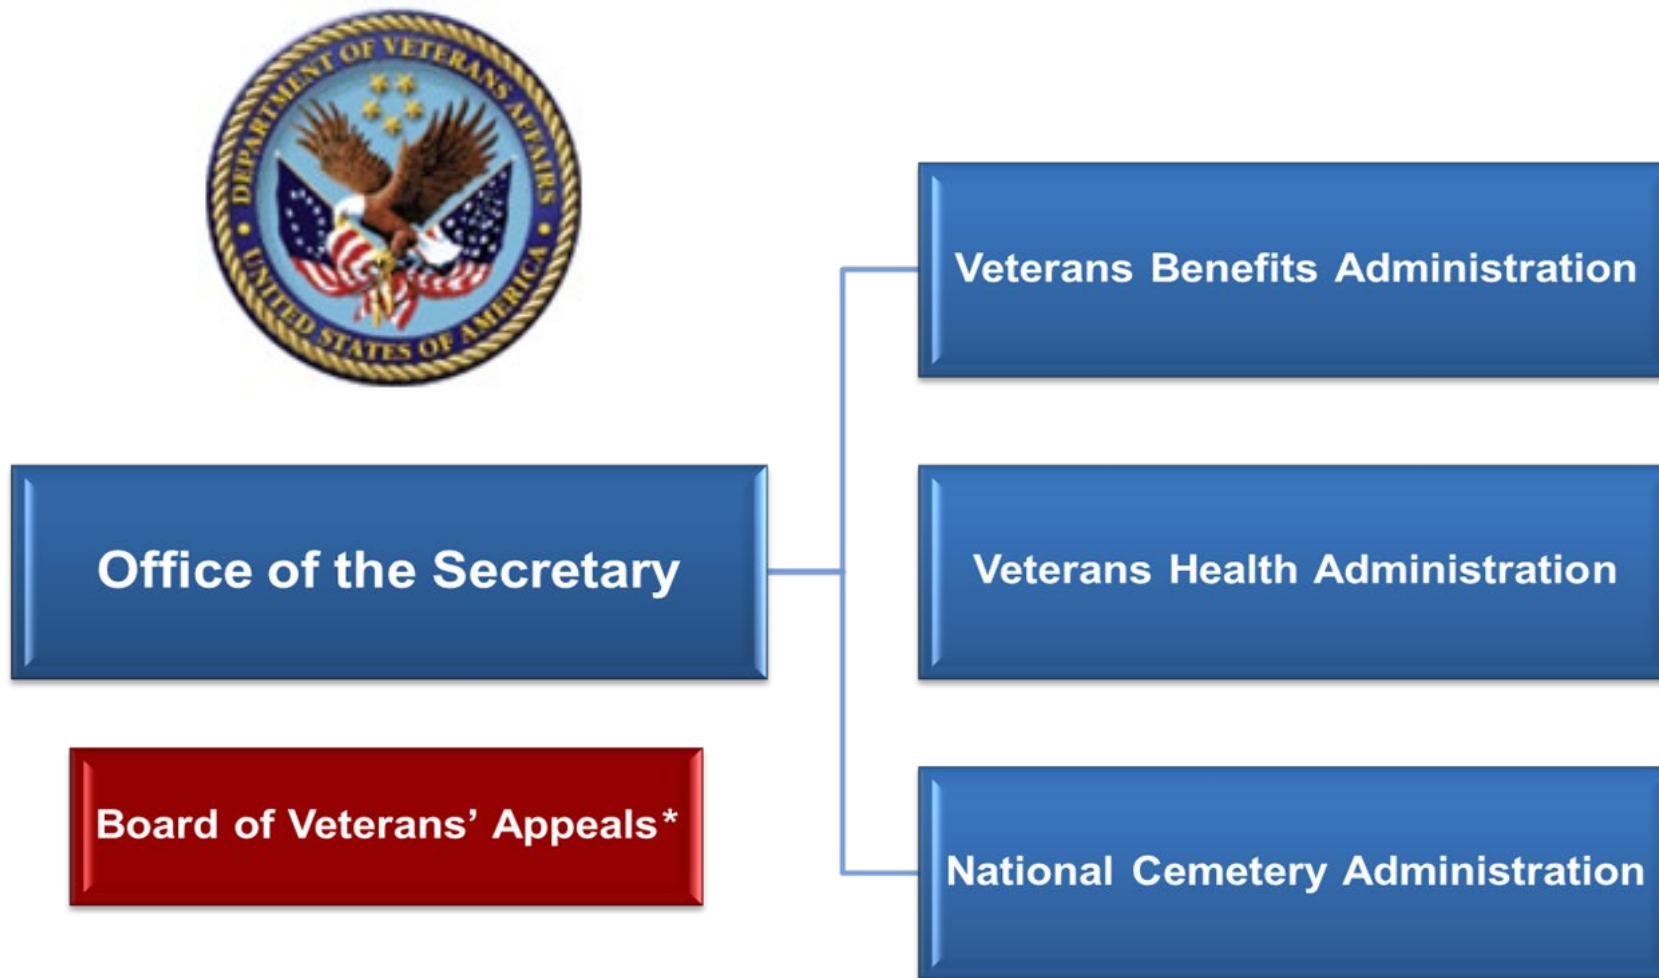 DEPARTMENT OF VETERANS AFFAIRS
UNITED STATES OF AMERICA
Veterans Benefits Administration
Office of the Secretary
Veterans Health Administration
Board of Veterans’ Appeals*
National Cemetery Administration